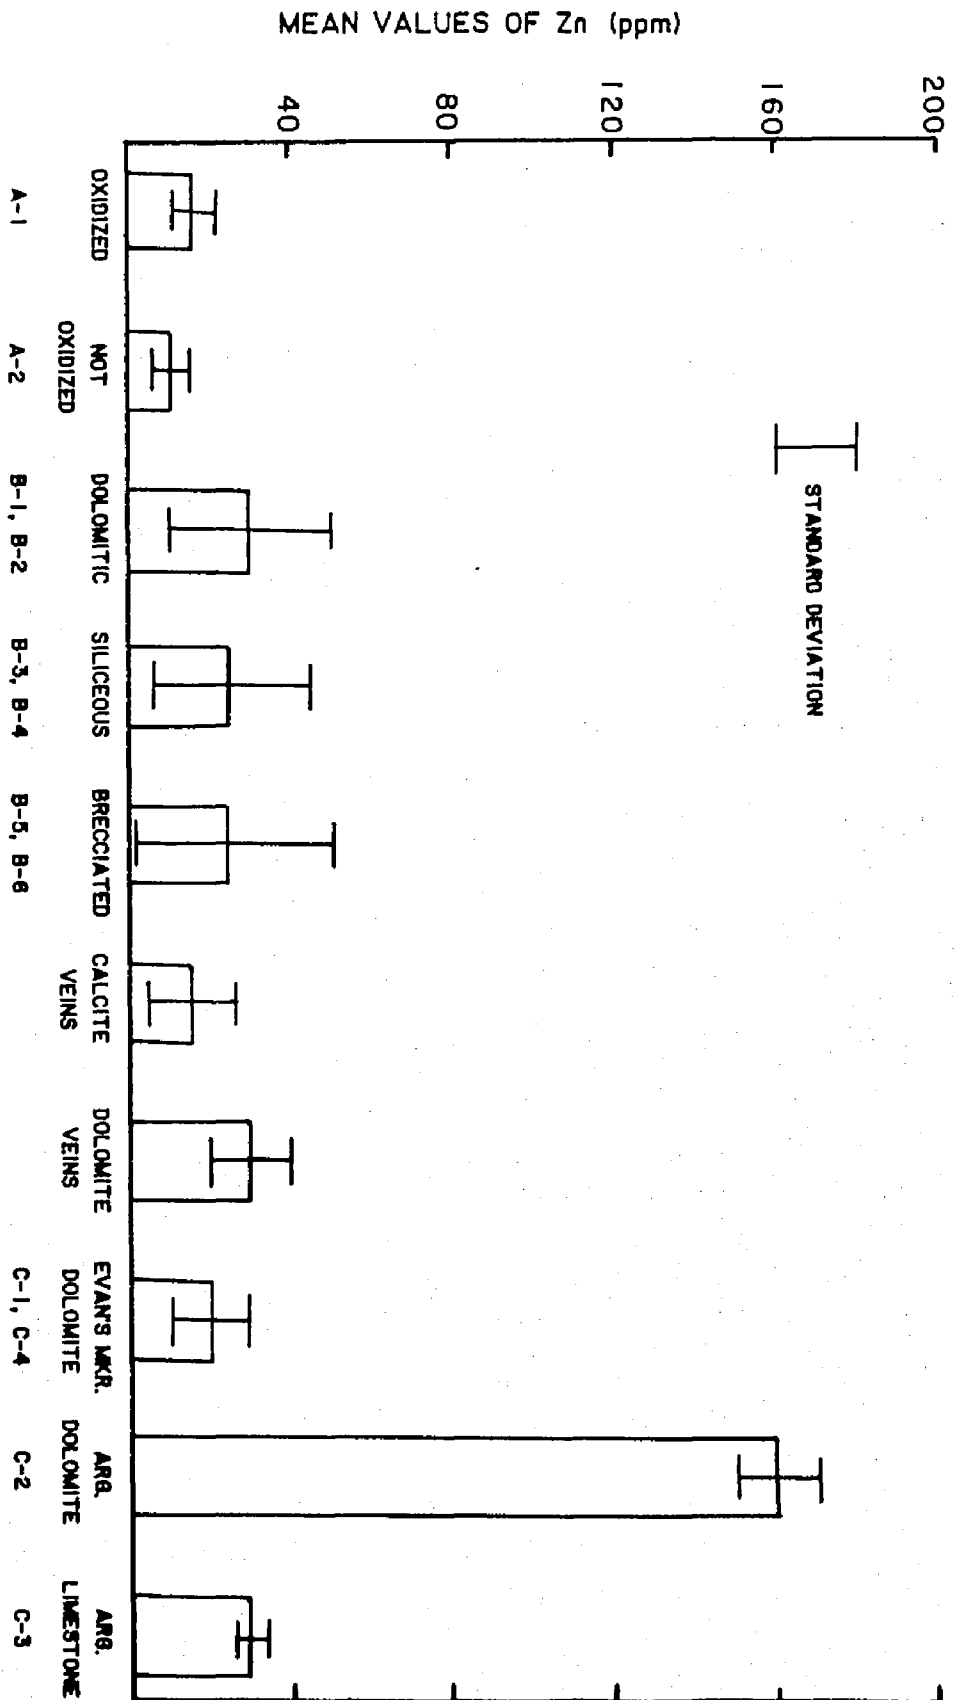 MEAN VALUES OF Zn (ppm)
200
160
120
80
40
STANDARD DEVIATION
OXIDIZED
A-1
NOT
OXIDIZED
A-2
DOLOMITIC
B-1, B-2
SILICEOUS
B-3, B-4
BRECCIATED
B-5, B-6
CALCITE
VEINS
DOLOMITE
VEINS
EVAN'S MKR.
DOLOMITE
C-1, C-4
ARG.
DOLOMITE
C-2
ARG.
LIMESTONE
C-3